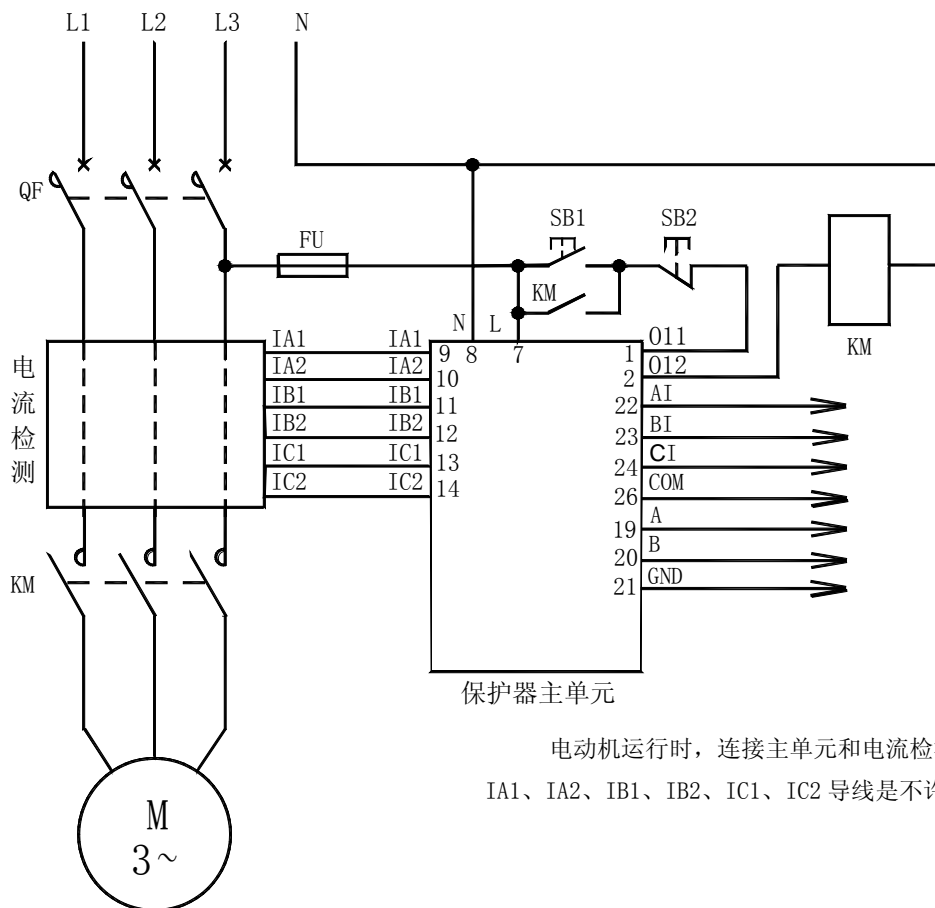 L1 L2 L3 N
QF
FU
SB1 SB2
KM
KM
N L
电流检测
IA1 IA1 9 8 7 1 O11
IA2 IA2 10 2 O12
IB1 IB1 11 22 AI
IB2 IB2 12 23 BI
IC1 IC1 13 24 CI
IC2 IC2 14 26 COM
19 A
20 B
21 GND
KM
保护器主单元
M
3~
电动机运行时，连接主单元和电流检
IA1、IA2、IB1、IB2、IC1、IC2 导线是不